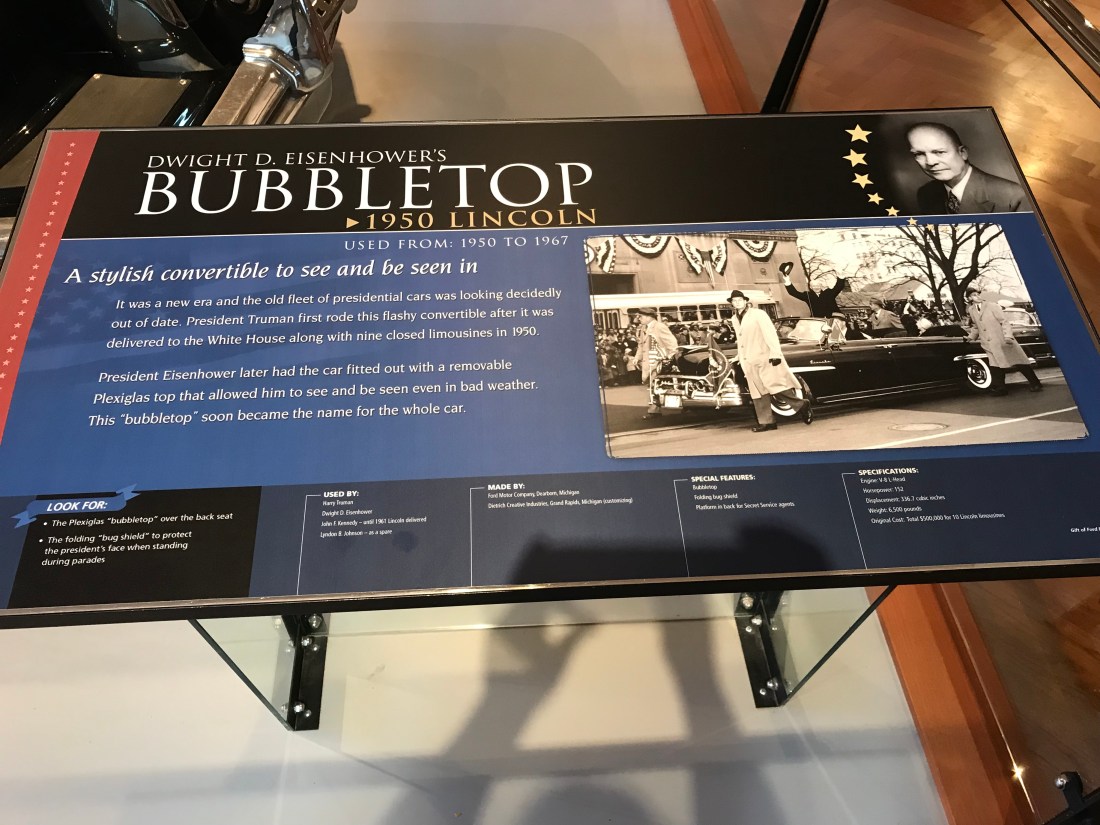 DWIGHT D. EISENHOWER'S
BUBBLETOP
1950 LINCOLN
USED FROM: 1950 TO 1967
A stylish convertible to see and be seen in
It was a new era and the old fleet of presidential cars was looking decidedly
out of date. President Truman first rode this flashy convertible after it was
delivered to the White House along with nine closed limousines in 1950.
President Eisenhower later had the car fitted out with a removable
Plexiglas top that allowed him to see and be seen even in bad weather.
This "bubbletop" soon became the name for the whole car.
LOOK FOR:
• The Plexiglas "bubbletop" over the back seat
• The folding "bug shield" to protect
the president's face when standing
during parades
USED BY:
Harry Truman
Dwight D. Eisenhower
John F. Kennedy – until 1961 Lincoln delivered
Lyndon B. Johnson – as a spare
MADE BY:
Ford Motor Company, Dearborn, Michigan
Dietrich Creative Industries, Grand Rapids, Michigan (customizing)
SPECIAL FEATURES:
Bubbletop
Folding bug shield
Platform in back for Secret Service agents
SPECIFICATIONS:
Engine: V-8 L-Head
Horsepower: 152
Displacement: 336.7 cubic inches
Weight: 6,500 pounds
Original Cost: Total $500,000 for 10 Lincoln limousines
Gift of Ford